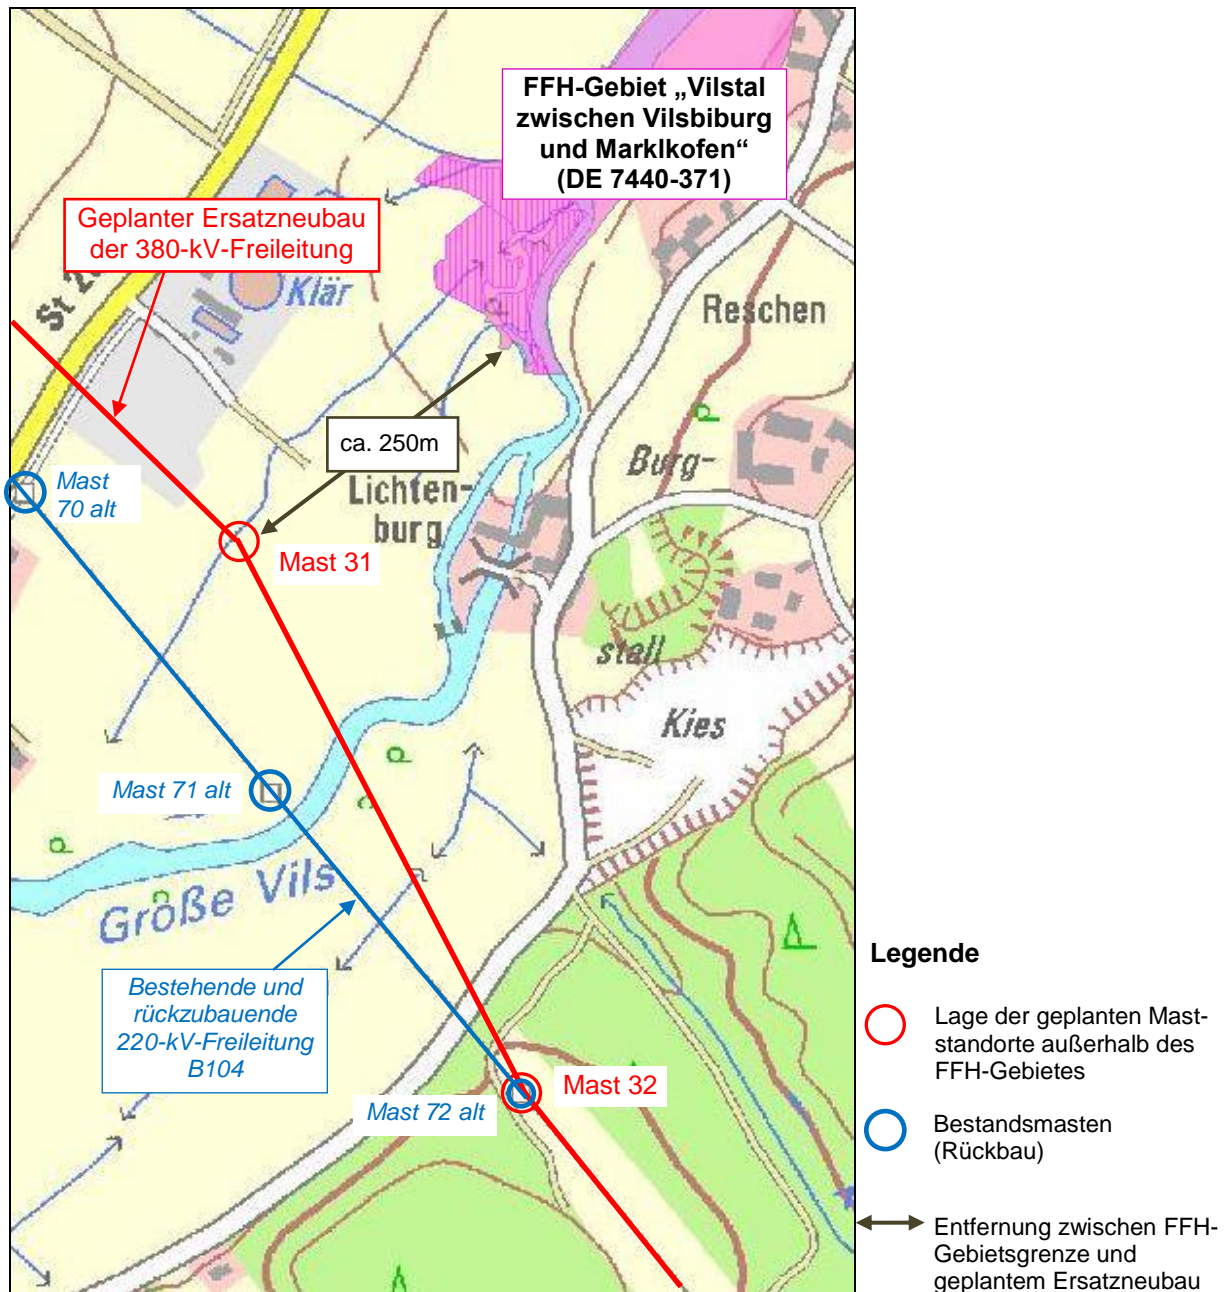 FFH-Gebiet „Vilstal
zwischen Vilsbiburg
und Marklkofen“
(DE 7440-371)
Geplanter Ersatzneubau
der 380-kV-Freileitung
St
Klär
Reschen
ca. 250m
Mast
70 alt
Lichten-
burg
Burg-
Mast 31
stall
Kies
Mast 71 alt
Große Vils
Bestehende und
rückzubauende
220-kV-Freileitung
B104
Mast 72 alt
Mast 32
Legende
Lage der geplanten Mast-
standorte außerhalb des
FFH-Gebietes
Bestandsmasten
(Rückbau)
Entfernung zwischen FFH-
Gebietsgrenze und
geplantem Ersatzneubau